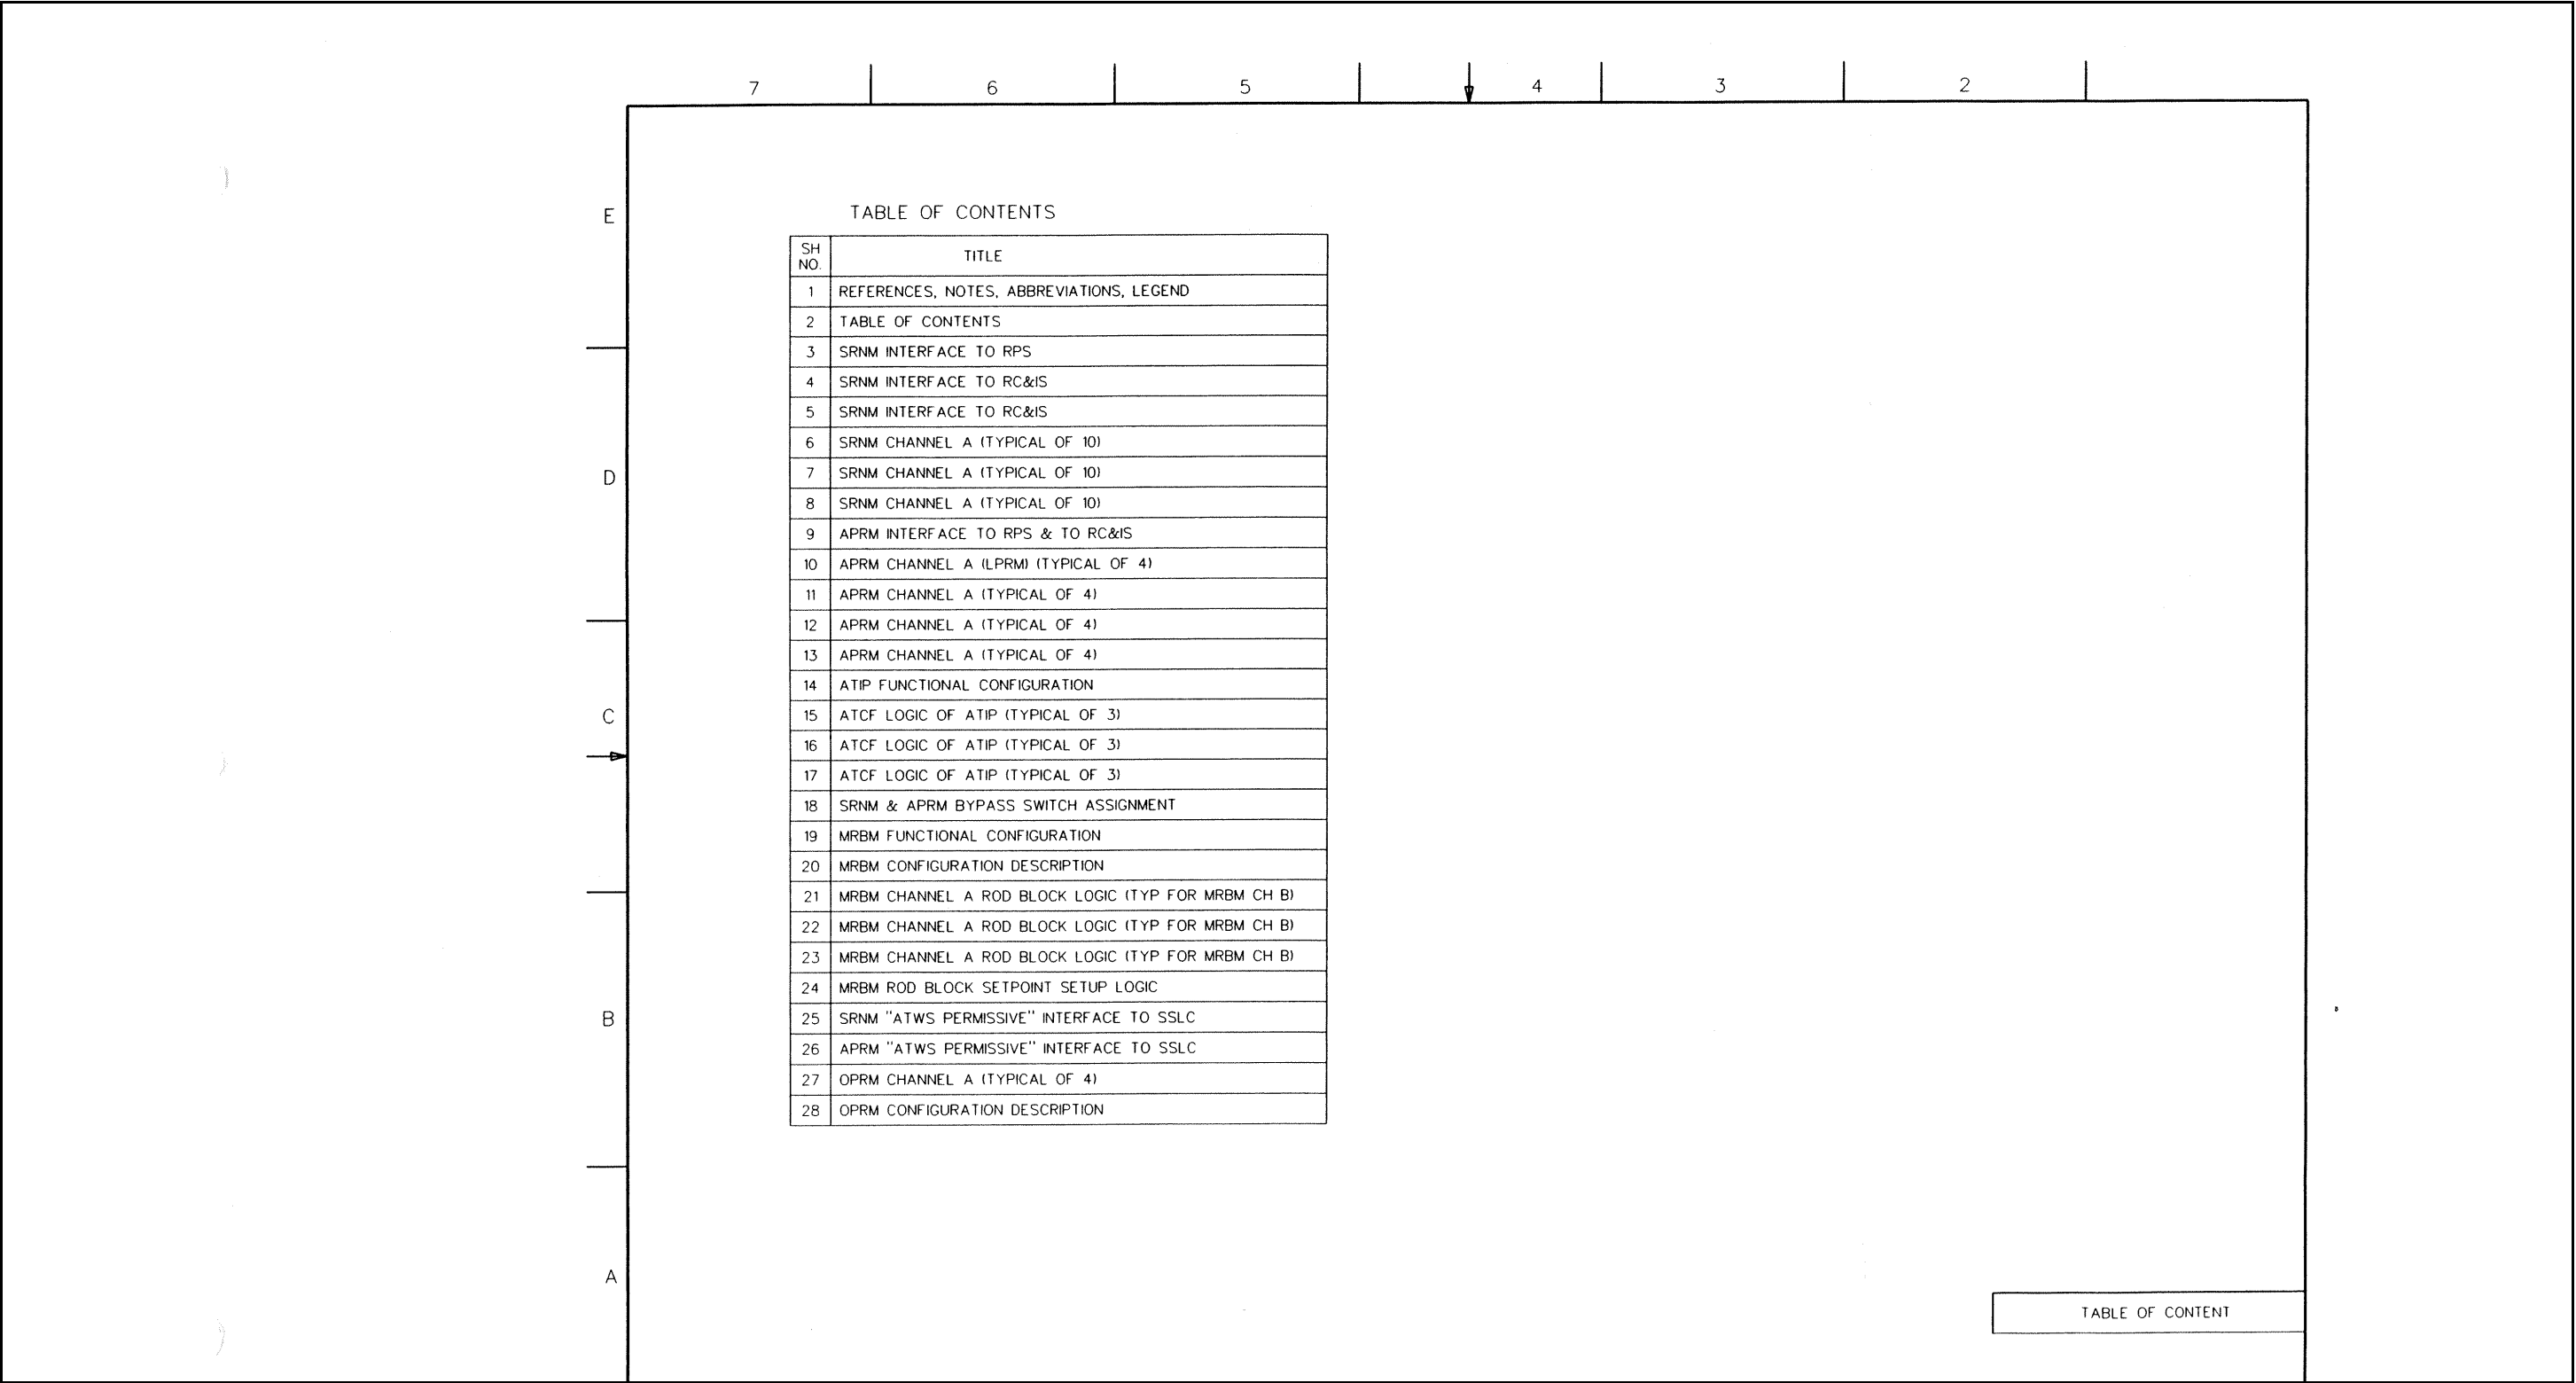 7 6 5 4 3 2
E
D
C
B
A
TABLE OF CONTENTS
SH NO. TITLE
1 REFERENCES, NOTES, ABBREVIATIONS, LEGEND
2 TABLE OF CONTENTS
3 SRNM INTERFACE TO RPS
4 SRNM INTERFACE TO RC&IS
5 SRNM INTERFACE TO RC&IS
6 SRNM CHANNEL A (TYPICAL OF 10)
7 SRNM CHANNEL A (TYPICAL OF 10)
8 SRNM CHANNEL A (TYPICAL OF 10)
9 APRM INTERFACE TO RPS & TO RC&IS
10 APRM CHANNEL A (LPRM) (TYPICAL OF 4)
11 APRM CHANNEL A (TYPICAL OF 4)
12 APRM CHANNEL A (TYPICAL OF 4)
13 APRM CHANNEL A (TYPICAL OF 4)
14 ATIP FUNCTIONAL CONFIGURATION
15 ATCF LOGIC OF ATIP (TYPICAL OF 3)
16 ATCF LOGIC OF ATIP (TYPICAL OF 3)
17 ATCF LOGIC OF ATIP (TYPICAL OF 3)
18 SRNM & APRM BYPASS SWITCH ASSIGNMENT
19 MRBM FUNCTIONAL CONFIGURATION
20 MRBM CONFIGURATION DESCRIPTION
21 MRBM CHANNEL A ROD BLOCK LOGIC (TYP FOR MRBM CH B)
22 MRBM CHANNEL A ROD BLOCK LOGIC (TYP FOR MRBM CH B)
23 MRBM CHANNEL A ROD BLOCK LOGIC (TYP FOR MRBM CH B)
24 MRBM ROD BLOCK SETPOINT SETUP LOGIC
25 SRNM "ATWS PERMISSIVE" INTERFACE TO SSLC
26 APRM "ATWS PERMISSIVE" INTERFACE TO SSLC
27 OPRM CHANNEL A (TYPICAL OF 4)
28 OPRM CONFIGURATION DESCRIPTION
TABLE OF CONTENT